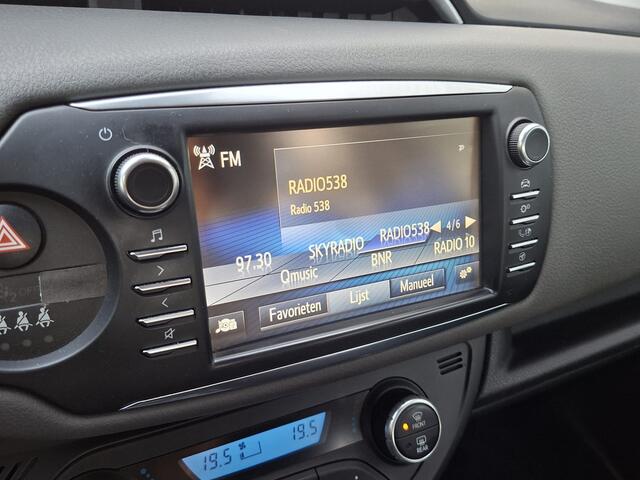 FM
RADIO538
Radio 538
97.30 SKYRADIO RADIO538 4/6
Qmusic BNR RADIO 10
Favorieten Lijst Manueel
19.5 19.5
FRONT
REAR